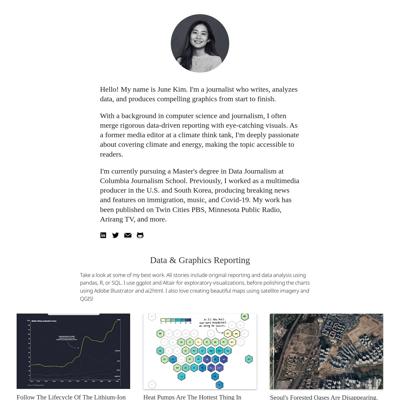 Hello! My name is June Kim. I'm a journalist who writes, analyzes
data, and produces compelling graphics from start to finish.
With a background in computer science and journalism, I often
merge rigorous data-driven reporting with eye-catching visuals. As
a former media editor at a climate think tank, I'm deeply passionate
about covering climate and energy, making the topic accessible to
readers.
I'm currently pursuing a Master's degree in Data Journalism at
Columbia Journalism School. Previously, I worked as a multimedia
producer in the U.S. and South Korea, producing breaking news
and features on immigration, music, and Covid-19. My work has
been published on Twin Cities PBS, Minnesota Public Radio,
Arirang TV, and more.
Data & Graphics Reporting
Take a look at some of my best work. All stories include original reporting and data analysis using
pandas, R, or SQL. I use ggplot and Altair for exploratory visualizations, before polishing the charts
using Adobe Illustrator and ai2html. I also love creating beautiful maps using satellite imagery and
QGIS!
Follow The Lifecycle Of The Lithium-Ion
Heat Pumps Are The Hottest Thing In
Seoul's Forested Oases Are Disappearing.